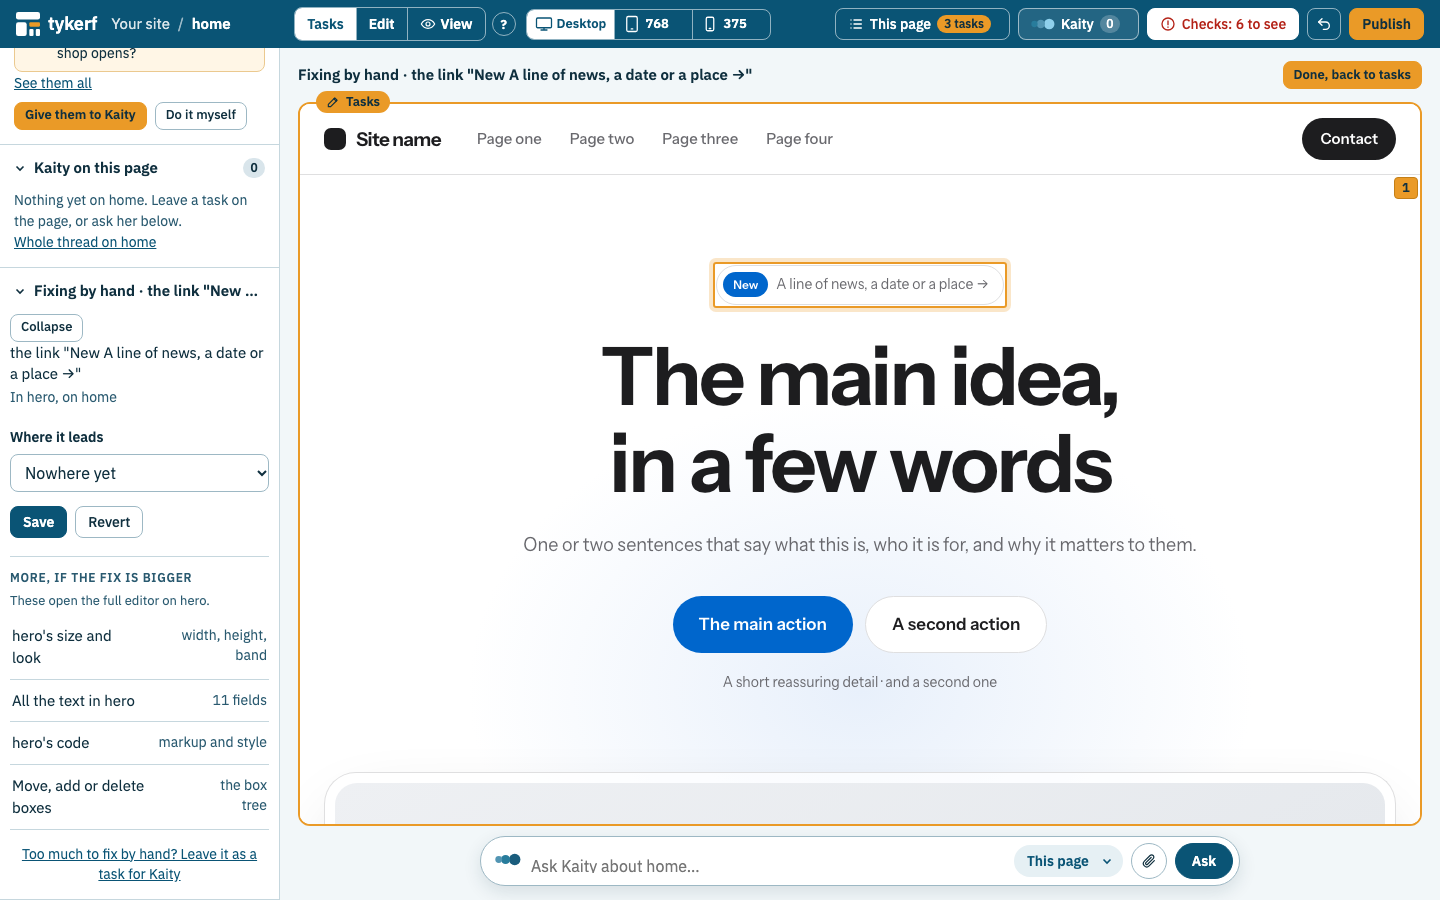 tykerf
Your site / home
Tasks
Edit
View
?
Desktop
768
375
This page 3 tasks
Kaity 0
Checks: 6 to see
Publish
shop opens?
See them all
Give them to Kaity
Do it myself
Kaity on this page
0
Nothing yet on home. Leave a task on
the page, or ask her below.
Whole thread on home
Fixing by hand · the link "New ...
Collapse
the link "New A line of news, a date or
a place →"
In hero, on home
Where it leads
Nowhere yet
Save
Revert
MORE, IF THE FIX IS BIGGER
These open the full editor on hero.
hero's size and
look
width, height,
band
All the text in hero
11 fields
hero's code
markup and style
Move, add or delete
boxes
the box
tree
Too much to fix by hand? Leave it as a
task for Kaity
Fixing by hand · the link "New A line of news, a date or a place →"
Done, back to tasks
Tasks
Site name
Page one
Page two
Page three
Page four
Contact
1
New A line of news, a date or a place →
The main idea,
in a few words
One or two sentences that say what this is, who it is for, and why it matters to them.
The main action
A second action
A short reassuring detail · and a second one
Ask Kaity about home...
This page
Ask